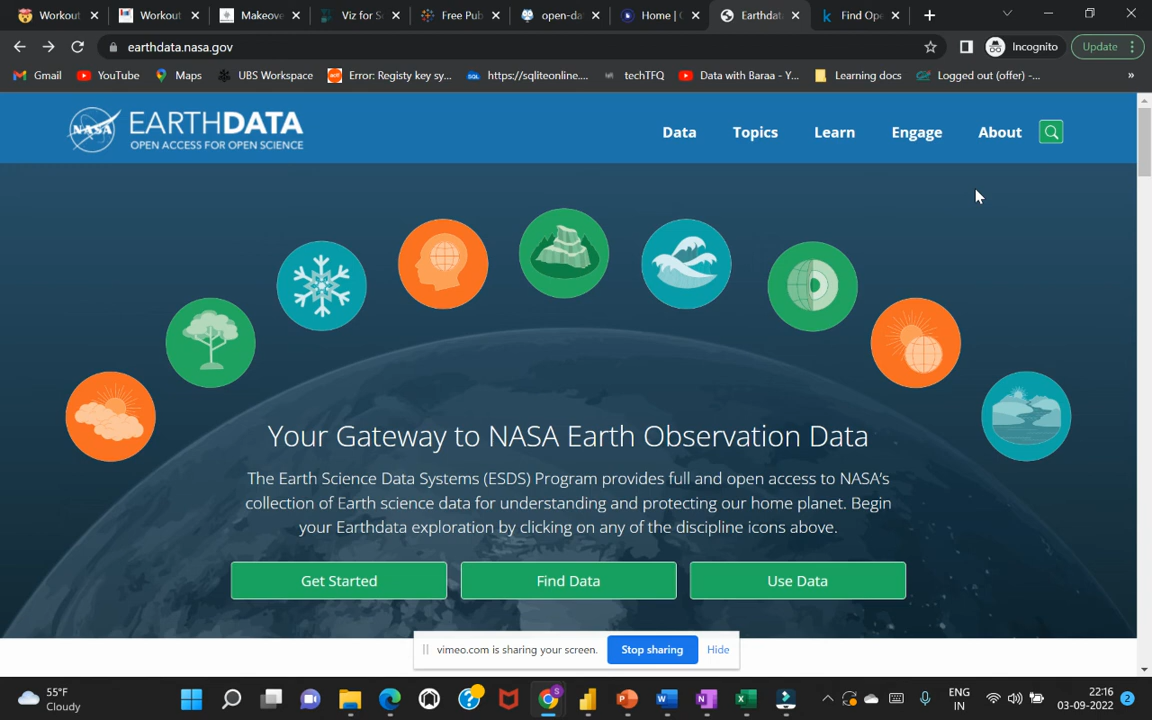 Workout
Workout
Makeove
Viz for S
Free Pub
open-da
Home | C
Earthdat
Find Ope
earthdata.nasa.gov
Incognito
Update
Gmail
YouTube
Maps
UBS Workspace
Error: Registy key sy...
https://sqliteonline....
techTFQ
Data with Baraa - Y...
Learning docs
Logged out (offer) -...
»
NASA
EARTHDATA
OPEN ACCESS FOR OPEN SCIENCE
Data
Topics
Learn
Engage
About
Your Gateway to NASA Earth Observation Data
The Earth Science Data Systems (ESDS) Program provides full and open access to NASA's
collection of Earth science data for understanding and protecting our home planet. Begin
your Earthdata exploration by clicking on any of the discipline icons above.
Get Started
Find Data
Use Data
vimeo.com is sharing your screen.
Stop sharing
Hide
55°F
Cloudy
ENG
IN
22:16
03-09-2022
2